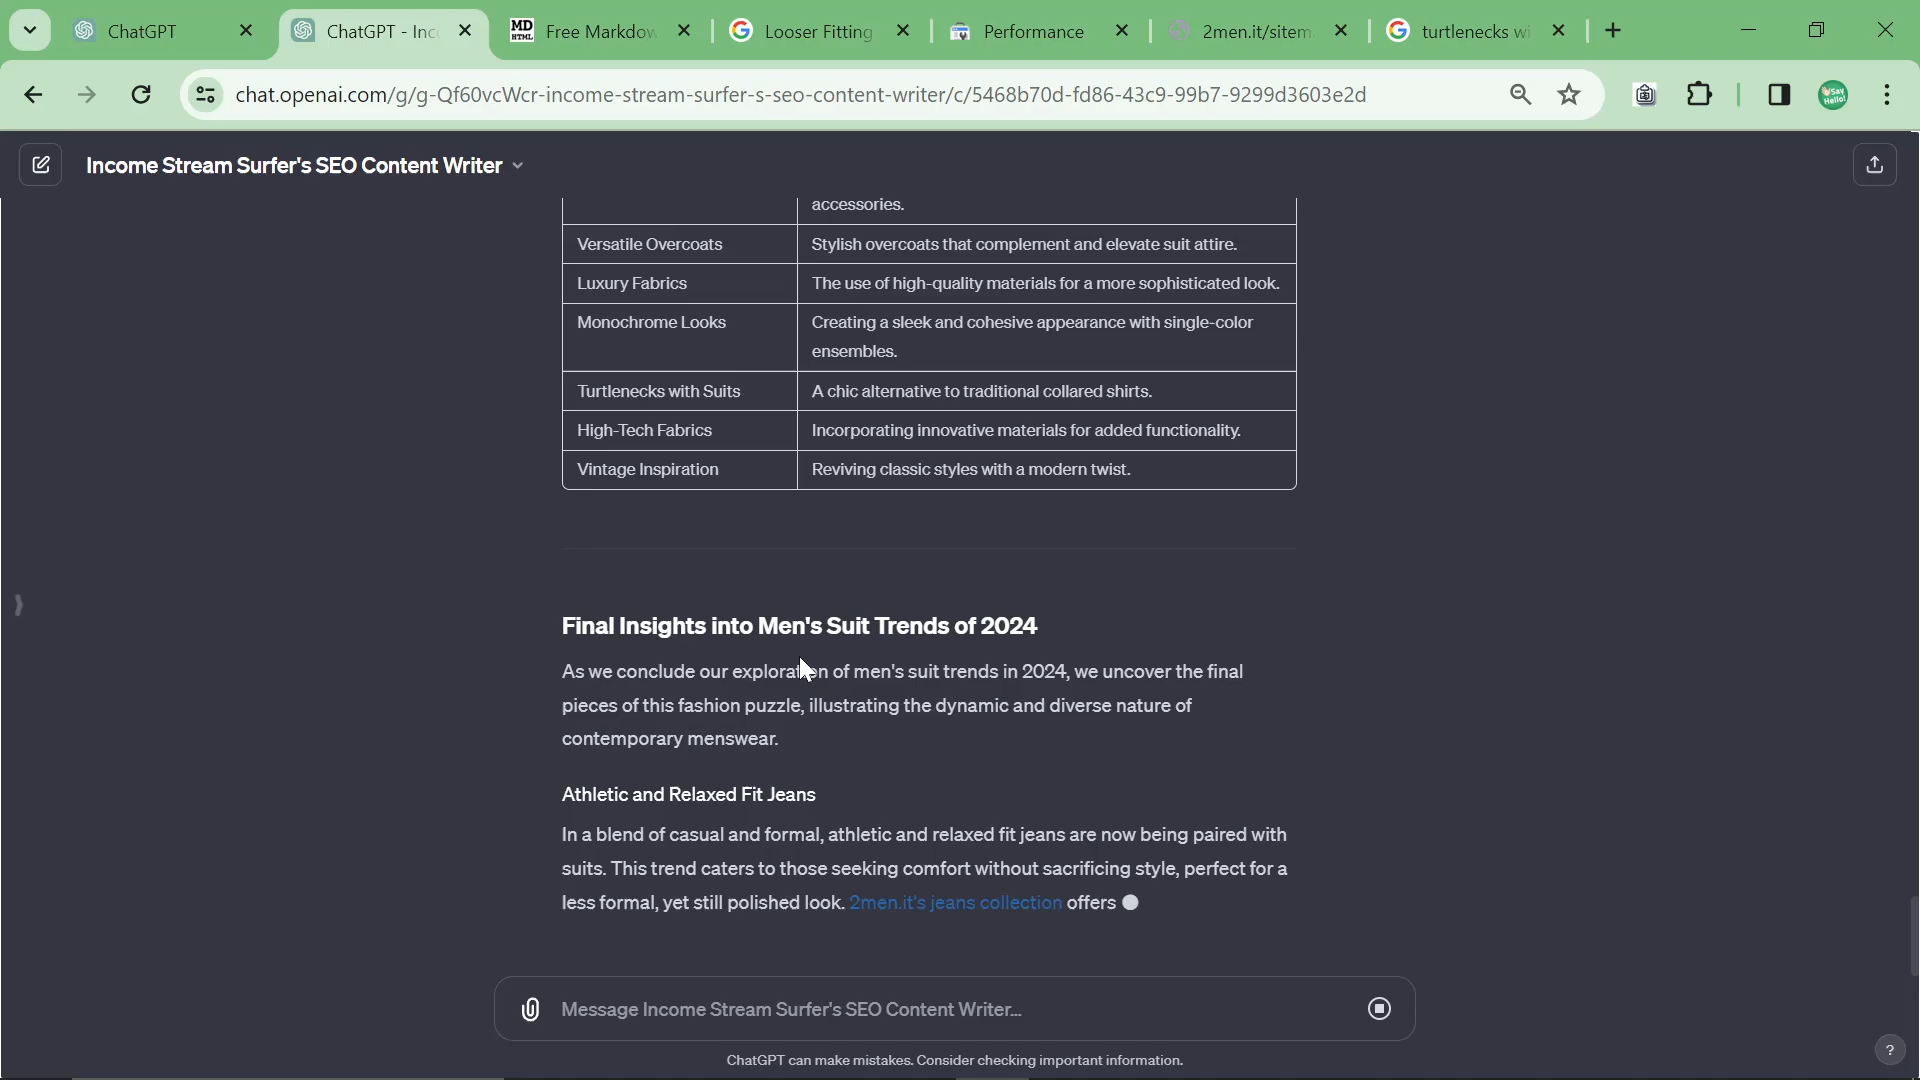 ChatGPT
ChatGPT - Inc
MD HTML
Free Markdow
Looser Fitting
Performance
2men.it/sitem
turtlenecks wi
chat.openai.com/g/g-Qf60vcWcr-income-stream-surfer-s-seo-content-writer/c/5468b70d-fd86-43c9-99b7-9299d3603e2d
Say Hello!
Income Stream Surfer's SEO Content Writer
accessories.
Versatile Overcoats
Stylish overcoats that complement and elevate suit attire.
Luxury Fabrics
The use of high-quality materials for a more sophisticated look.
Monochrome Looks
Creating a sleek and cohesive appearance with single-color
ensembles.
Turtlenecks with Suits
A chic alternative to traditional collared shirts.
High-Tech Fabrics
Incorporating innovative materials for added functionality.
Vintage Inspiration
Reviving classic styles with a modern twist.
Final Insights into Men's Suit Trends of 2024
As we conclude our exploration of men's suit trends in 2024, we uncover the final
pieces of this fashion puzzle, illustrating the dynamic and diverse nature of
contemporary menswear.
Athletic and Relaxed Fit Jeans
In a blend of casual and formal, athletic and relaxed fit jeans are now being paired with
suits. This trend caters to those seeking comfort without sacrificing style, perfect for a
less formal, yet still polished look. 2men.it's jeans collection offers
Message Income Stream Surfer's SEO Content Writer...
ChatGPT can make mistakes. Consider checking important information.
?